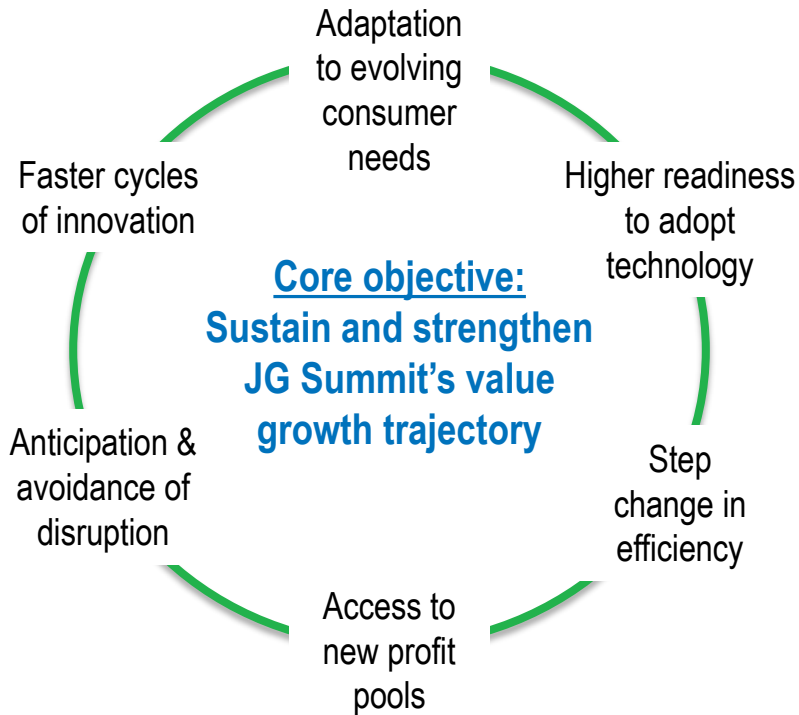 Adaptation
to evolving
consumer
needs
Higher readiness
to adopt
technology
Step
change in
efficiency
Access to
new profit
pools
Anticipation &
avoidance of
disruption
Faster cycles
of innovation
Core objective:
Sustain and strengthen
JG Summit’s value
growth trajectory